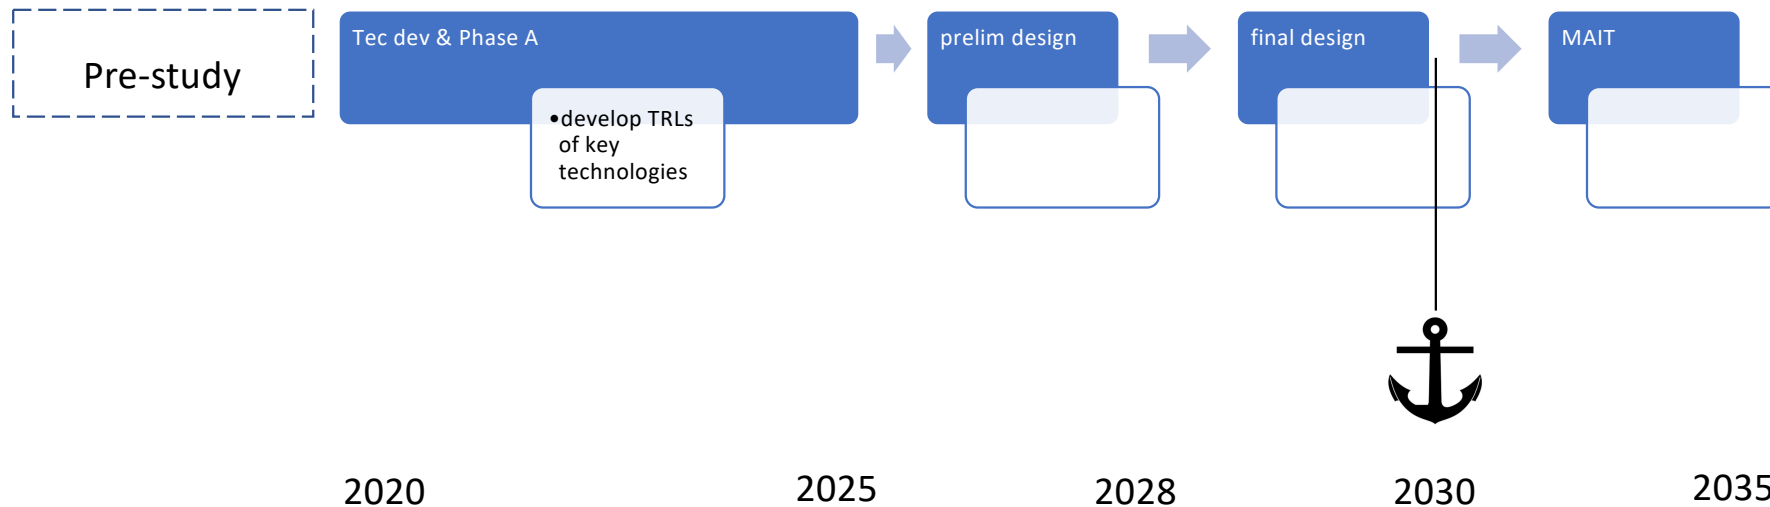 Pre-study
Tec dev & Phase A
•develop TRLs
of key
technologies
prelim design
final design
MAIT
2020
2025
2028
2030
2035